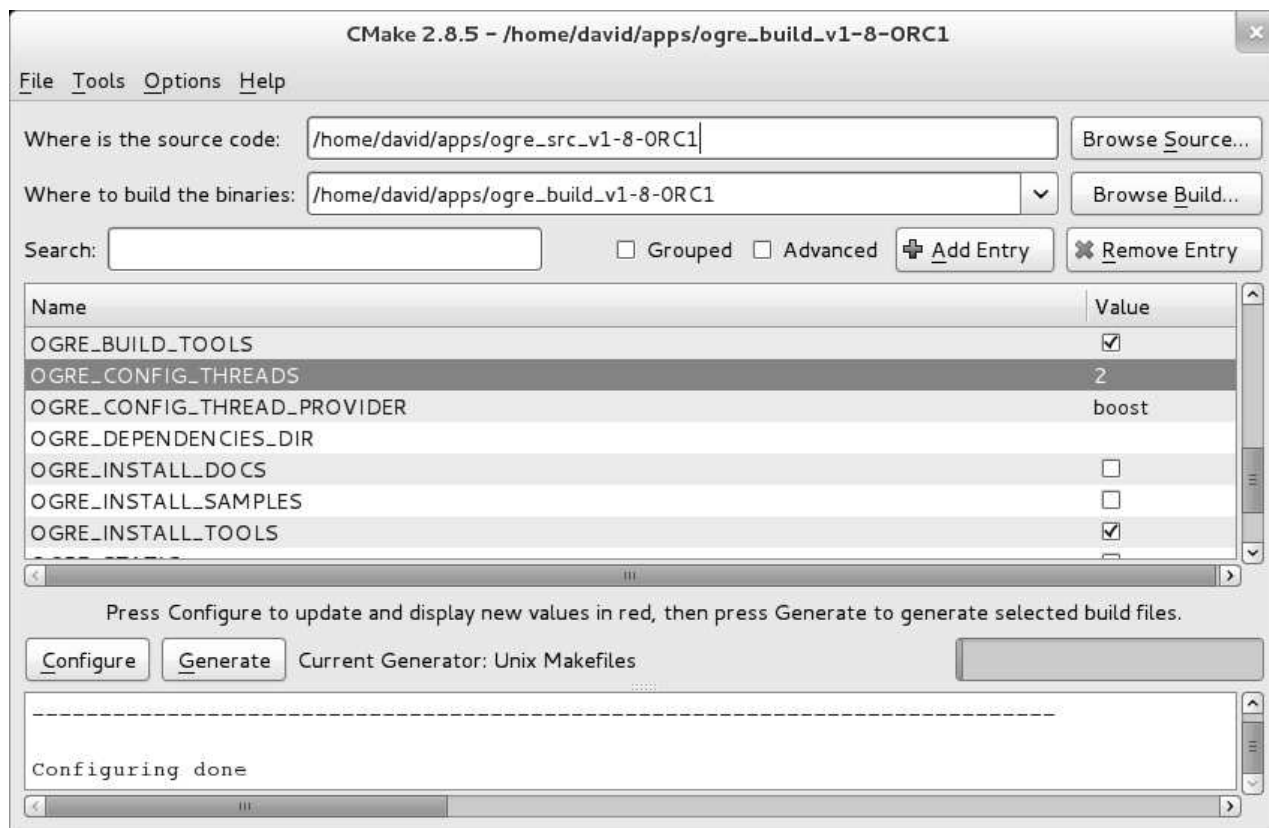 CMake 2.8.5 - /home/david/apps/ogre_build_v1-8-0RC1
File Tools Options Help
Where is the source code: /home/david/apps/ogre_src_v1-8-0RC1 Browse Source...
Where to build the binaries: /home/david/apps/ogre_build_v1-8-0RC1 Browse Build...
Search: Grouped Advanced Add Entry Remove Entry
Name Value
OGRE_BUILD_TOOLS
OGRE_CONFIG_THREADS 2
OGRE_CONFIG_THREAD_PROVIDER boost
OGRE_DEPENDENCIES_DIR
OGRE_INSTALL_DOCS
OGRE_INSTALL_SAMPLES
OGRE_INSTALL_TOOLS
Press Configure to update and display new values in red, then press Generate to generate selected build files.
Configure Generate Current Generator: Unix Makefiles
Configuring done